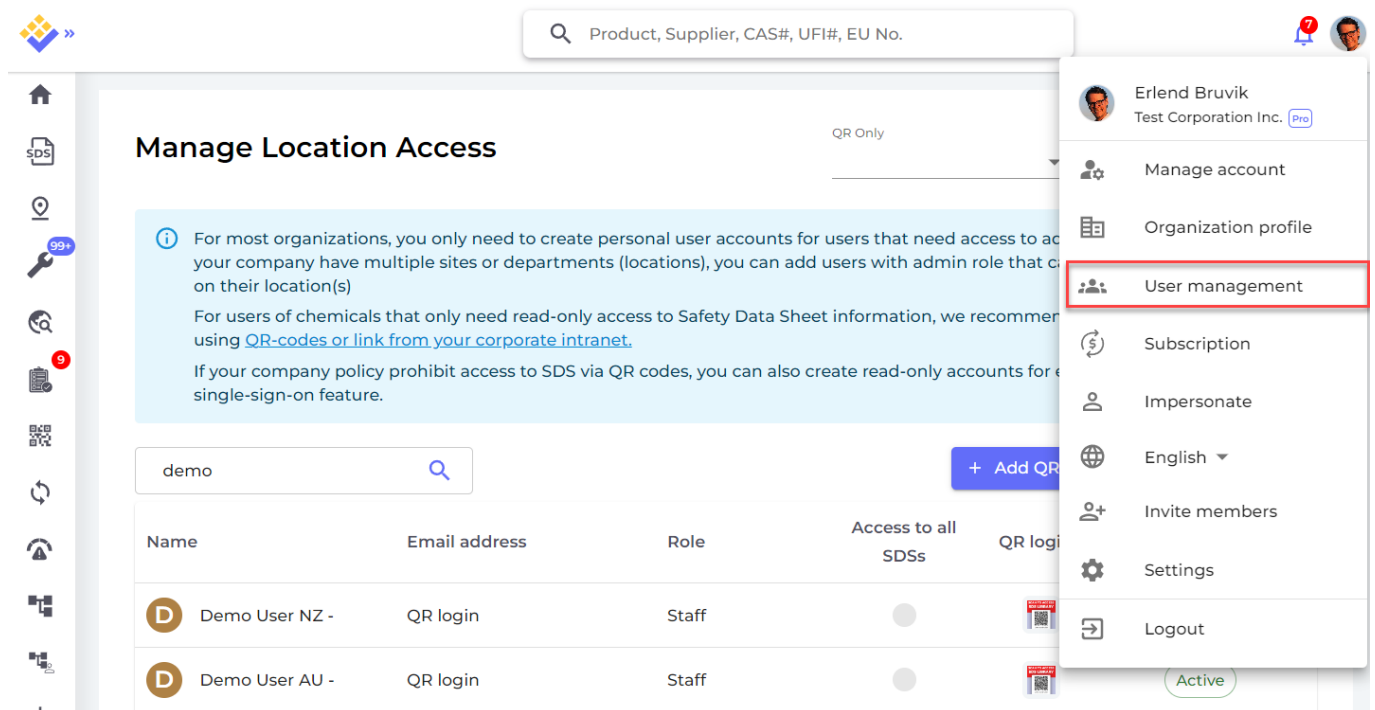 Product, Supplier, CAS#, UFI#, EU No.
7
Erlend Bruvik
Test Corporation Inc. Pro
Manage account
Organization profile
User management
Subscription
Impersonate
English
Invite members
Settings
Logout
SDS
99+
9
Manage Location Access
QR Only
For most organizations, you only need to create personal user accounts for users that need access to ac
your company have multiple sites or departments (locations), you can add users with admin role that ca
on their location(s)
For users of chemicals that only need read-only access to Safety Data Sheet information, we recommen
using QR-codes or link from your corporate intranet.
If your company policy prohibit access to SDS via QR codes, you can also create read-only accounts for e
single-sign-on feature.
demo
+ Add QR
Name Email address Role Access to all SDSs QR logi
D Demo User NZ - QR login Staff
D Demo User AU - QR login Staff Active